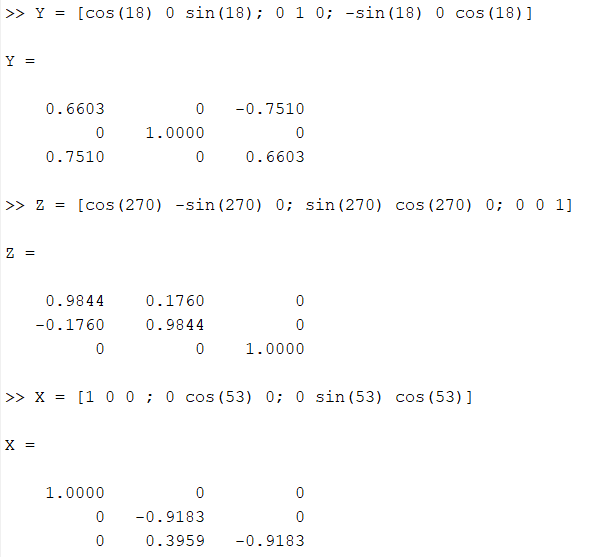 >> Y = [cos(18) 0 sin(18); 0 1 0; -sin(18) 0 cos(18)]
Y =
0.6603 0 -0.7510
0 1.0000 0
0.7510 0 0.6603
>> Z = [cos(270) -sin(270) 0; sin(270) cos(270) 0; 0 0 1]
Z =
0.9844 0.1760 0
-0.1760 0.9844 0
0 0 1.0000
>> X = [1 0 0 ; 0 cos(53) 0; 0 sin(53) cos(53)]
X =
1.0000 0 0
0 -0.9183 0
0 0.3959 -0.9183